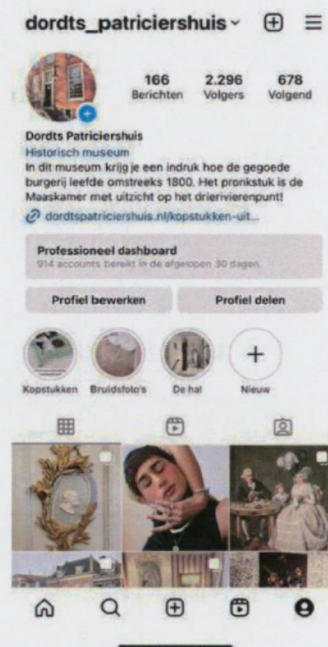 dordts_patriciershuis
166 2.296 678
Berichten Volgers Volgend
Dordts Patriciershuis
Historisch museum
In dit museum krijg je een indruk hoe de gegoede
burgerij leefde omstreeks 1800. Het pronkstuk is de
Maaskamer met uitzicht op het drierivierenpunt!
dordtspatriciershuis.nl/kopstukken-uit...
Professioneel dashboard
914 accounts bereikt in de afgelopen 30 dagen.
Profiel bewerken Profiel delen
Kopstukken Bruidsfoto's De hal Nieuw